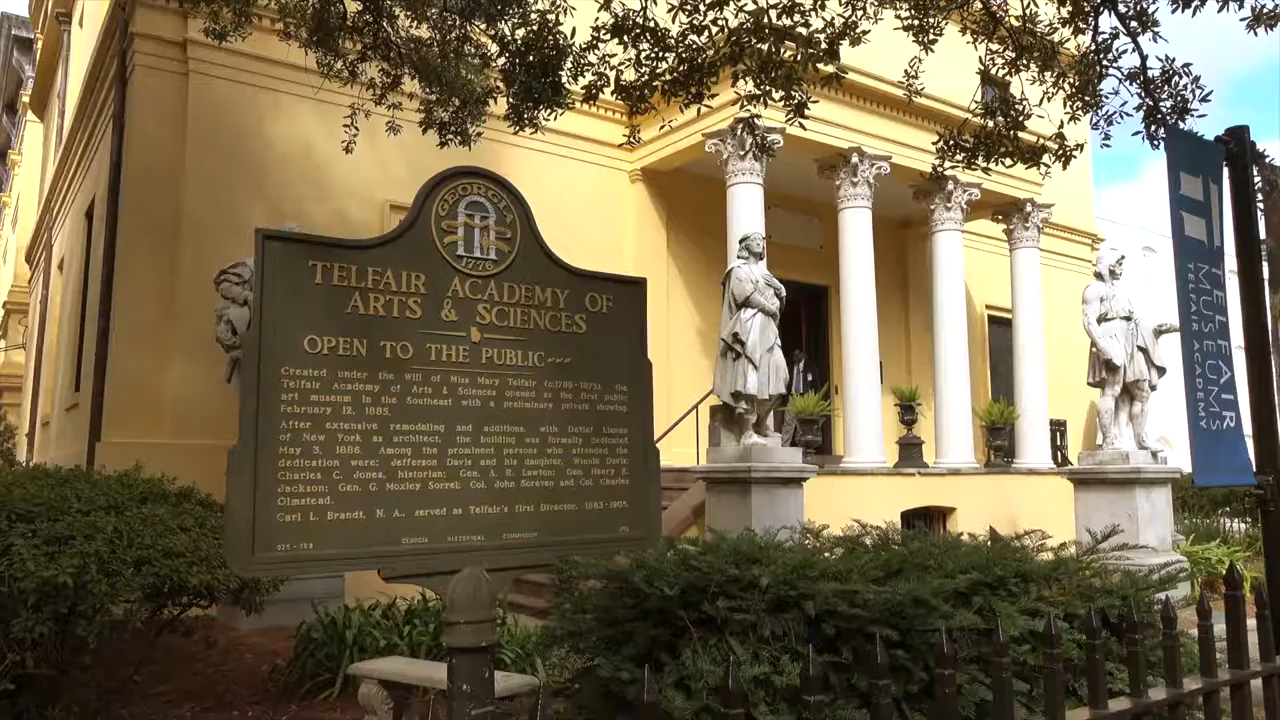 GEORGIA
1776
TELFAIR ACADEMY OF
ARTS & SCIENCES
OPEN TO THE PUBLIC
Created under the will of Miss Mary Telfair (c.1789-1875), the
Telfair Academy of Arts & Sciences opened as the first public
art museum in the Southeast with a preliminary private showing,
February 12, 1885.
After extensive remodeling and additions, with Detlef Lienau
of New York as architect, the building was formally dedicated
May 3, 1886. Among the prominent persons who attended the
dedication were: Jefferson Davis and his daughter, Winnie Davis;
Charles C. Jones, historian; Gen. A. R. Lawton; Gen. Henry R.
Jackson; Gen. G. Moxley Sorrel; Col. John Screven and Col. Charles
Olmstead.
Carl L. Brandt, N. A., served as Telfair's first Director, 1883-1905.
025-
GEORGIA HISTORICAL COMMISSION
TELFAIR
MUSEUMS
TELFAIR ACADEMY